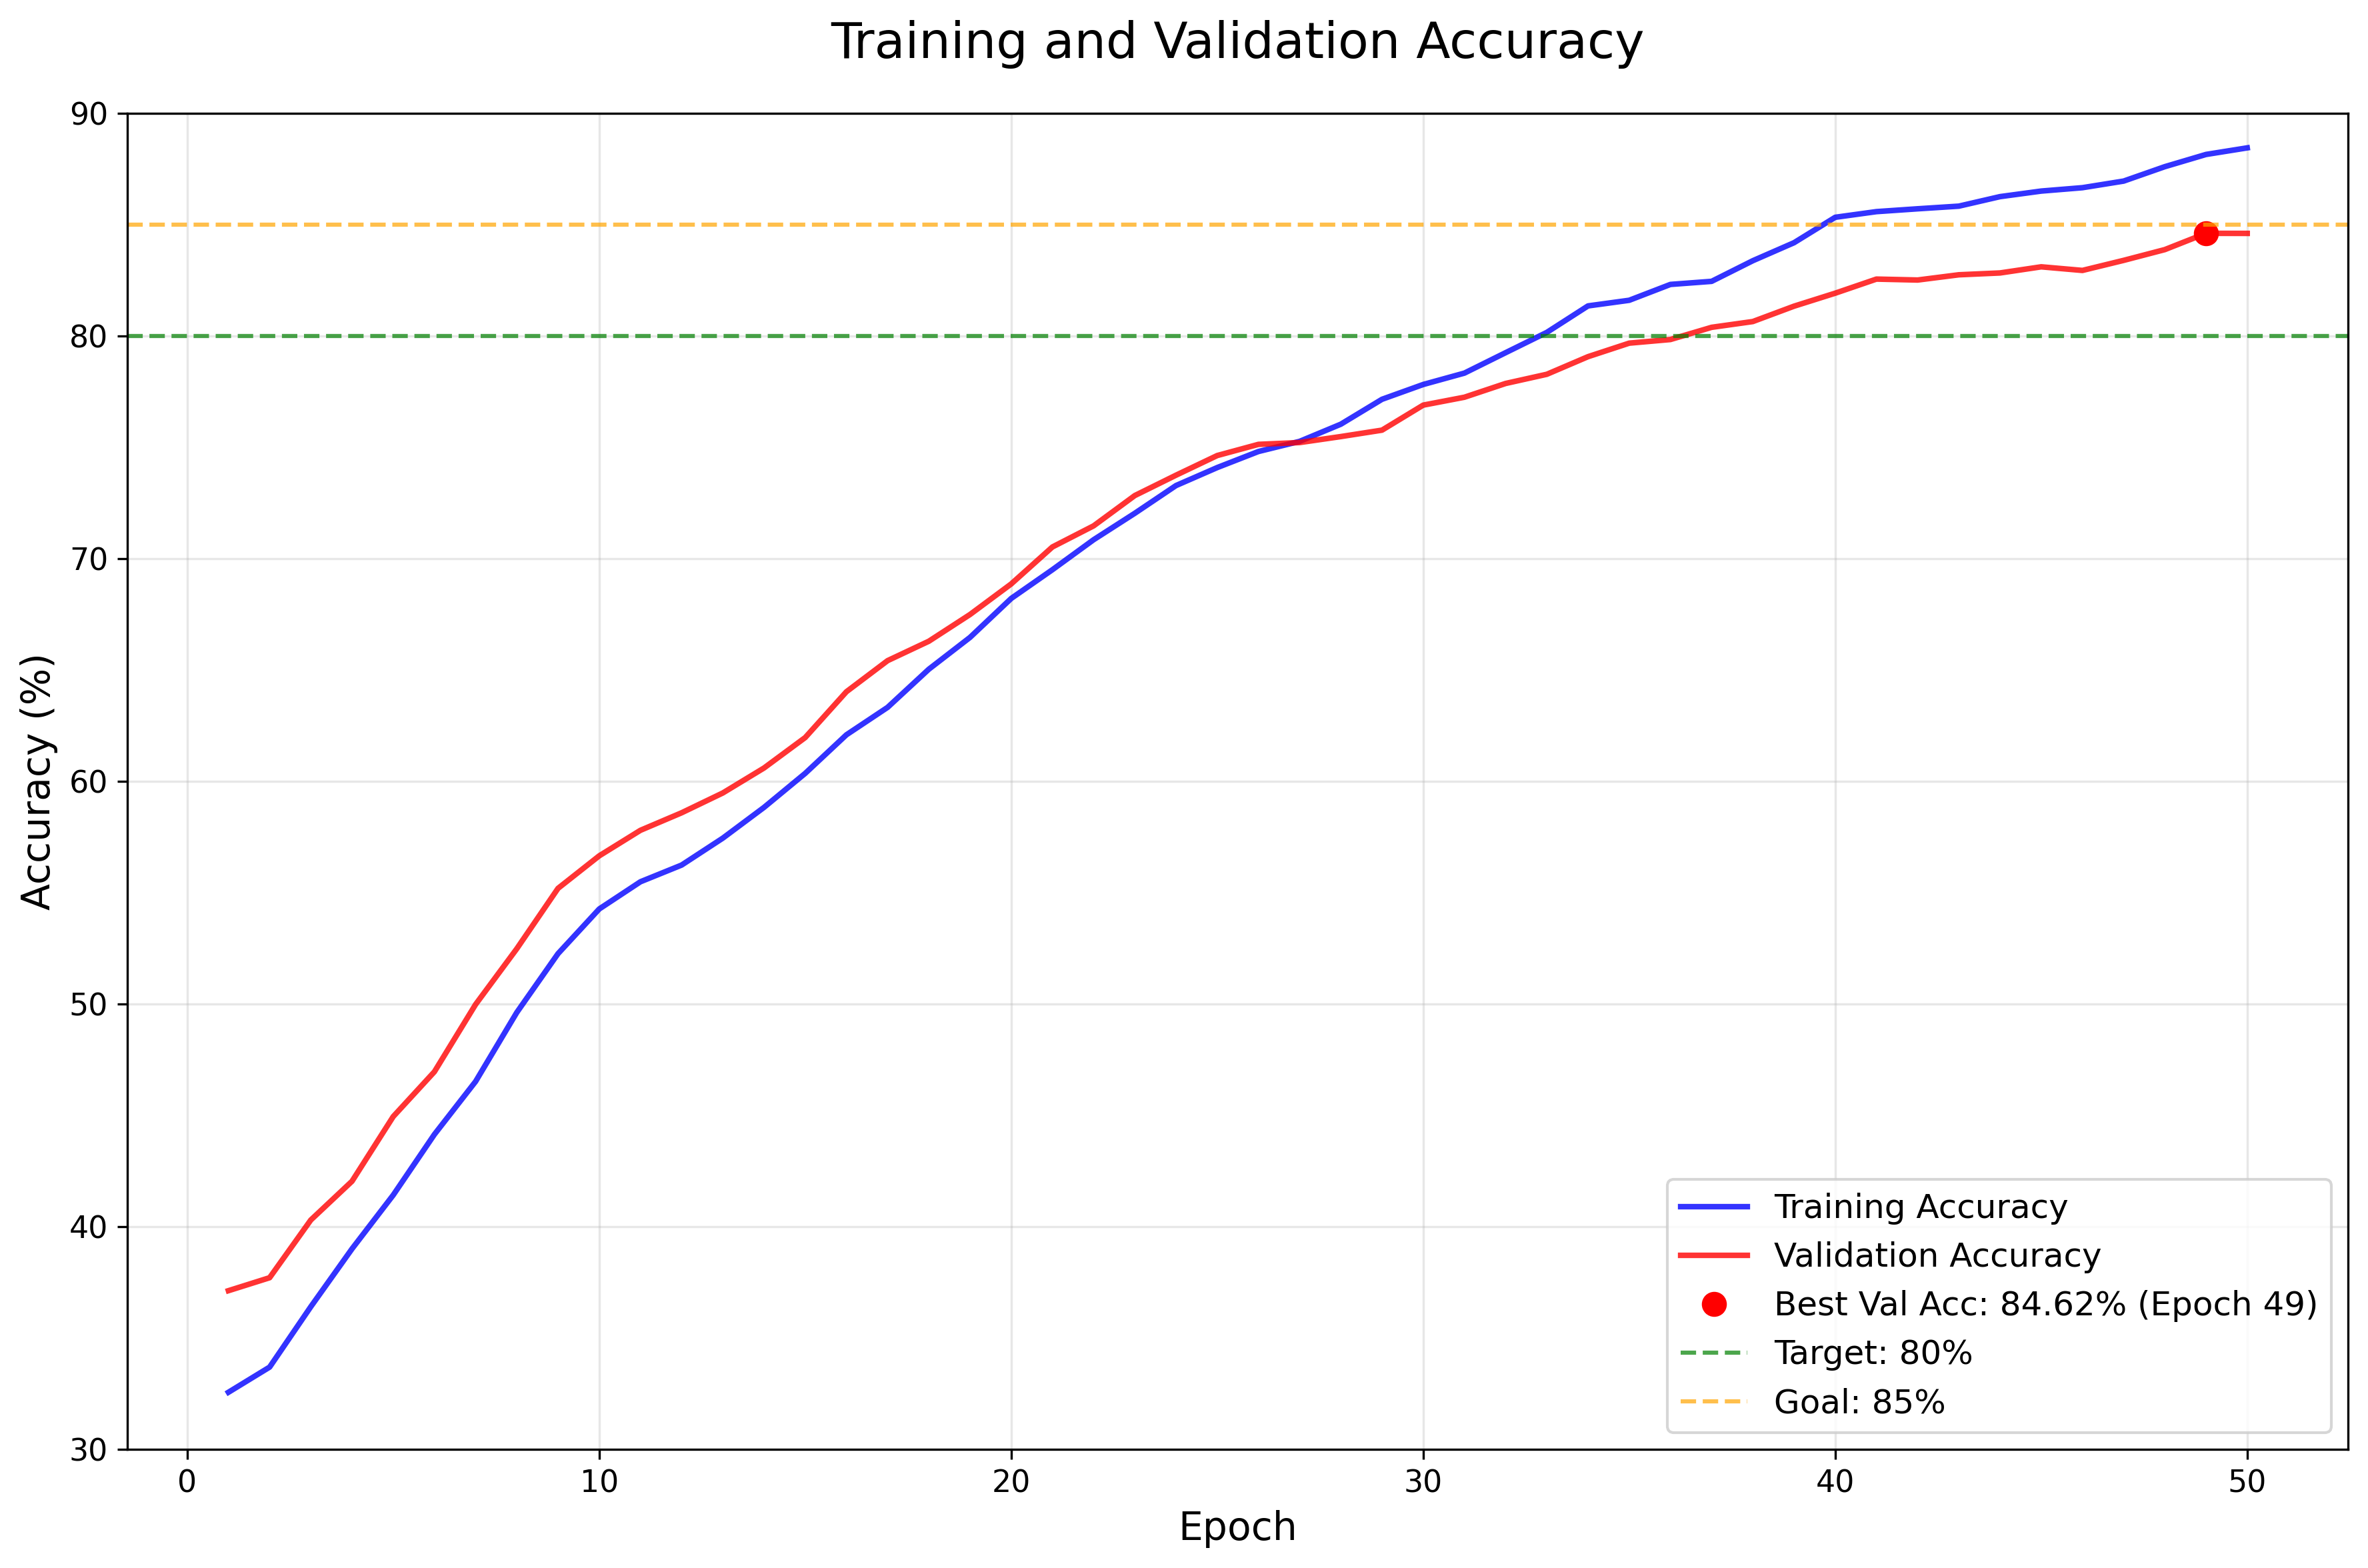 Training and Validation Accuracy
90
80
70
60
50
40
30
Accuracy (%)
0 10 20 30 40 50
Epoch
Training Accuracy
Validation Accuracy
Best Val Acc: 84.62% (Epoch 49)
Target: 80%
Goal: 85%